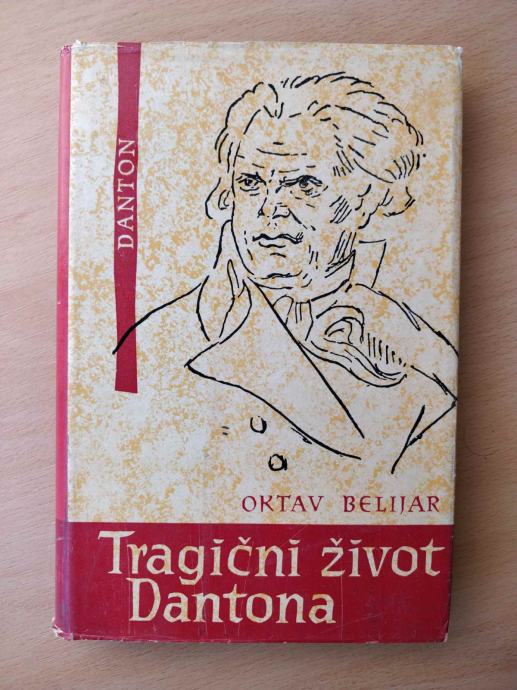 DANTON
OKTAV BELIJAR
Tragični život
Dantona